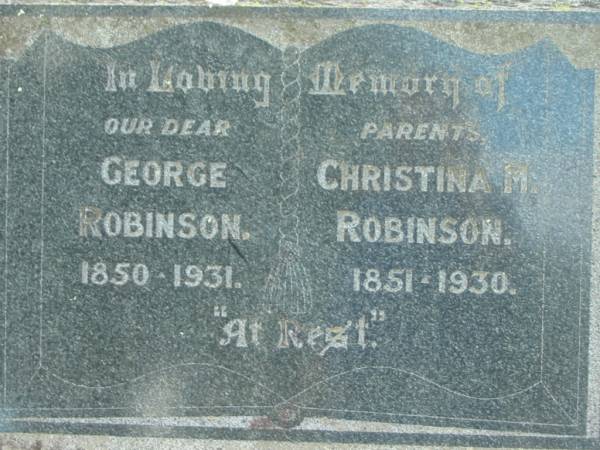 In Loving Memory of
OUR DEAR PARENTS
GEORGE
ROBINSON.
1850-1931.
CHRISTINA M.
ROBINSON.
1851-1930.
"At Rest."